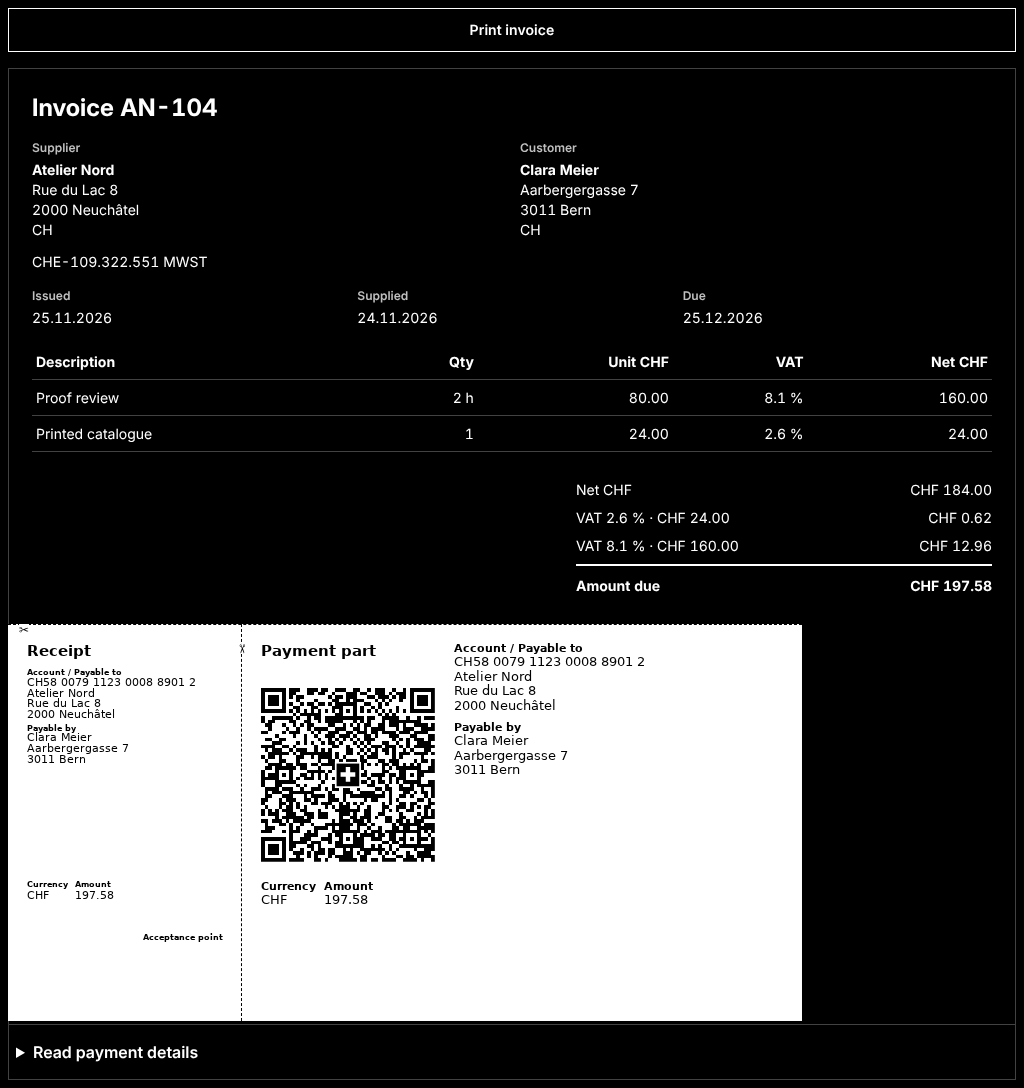 Print invoice
Invoice AN-104
Supplier
Atelier Nord
Rue du Lac 8
2000 Neuchâtel
CH
CHE-109.322.551 MWST
Customer
Clara Meier
Aarbergergasse 7
3011 Bern
CH
Issued
25.11.2026
Supplied
24.11.2026
Due
25.12.2026
Description Qty Unit CHF VAT Net CHF
Proof review 2 h 80.00 8.1 % 160.00
Printed catalogue 1 24.00 2.6 % 24.00
Net CHF CHF 184.00
VAT 2.6 % · CHF 24.00 CHF 0.62
VAT 8.1 % · CHF 160.00 CHF 12.96
Amount due CHF 197.58
Receipt
Account / Payable to
CH58 0079 1123 0008 8901 2
Atelier Nord
Rue du Lac 8
2000 Neuchâtel
Payable by
Clara Meier
Aarbergergasse 7
3011 Bern
Currency Amount
CHF 197.58
Acceptance point
Payment part
Currency Amount
CHF 197.58
Account / Payable to
CH58 0079 1123 0008 8901 2
Atelier Nord
Rue du Lac 8
2000 Neuchâtel
Payable by
Clara Meier
Aarbergergasse 7
3011 Bern
Read payment details